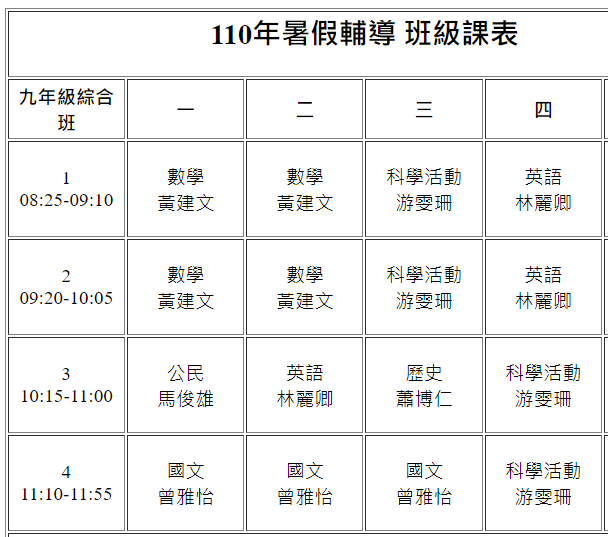 110年暑假輔導 班級課表
九年級綜合班 一 二 三 四
1 數學 數學 科學活動 英語
08:25-09:10 黃建文 黃建文 游雯珊 林麗卿
2 數學 數學 科學活動 英語
09:20-10:05 黃建文 黃建文 游雯珊 林麗卿
3 公民 英語 歷史 科學活動
10:15-11:00 馬俊雄 林麗卿 蕭博仁 游雯珊
4 國文 國文 國文 科學活動
11:10-11:55 曾雅怡 曾雅怡 曾雅怡 游雯珊